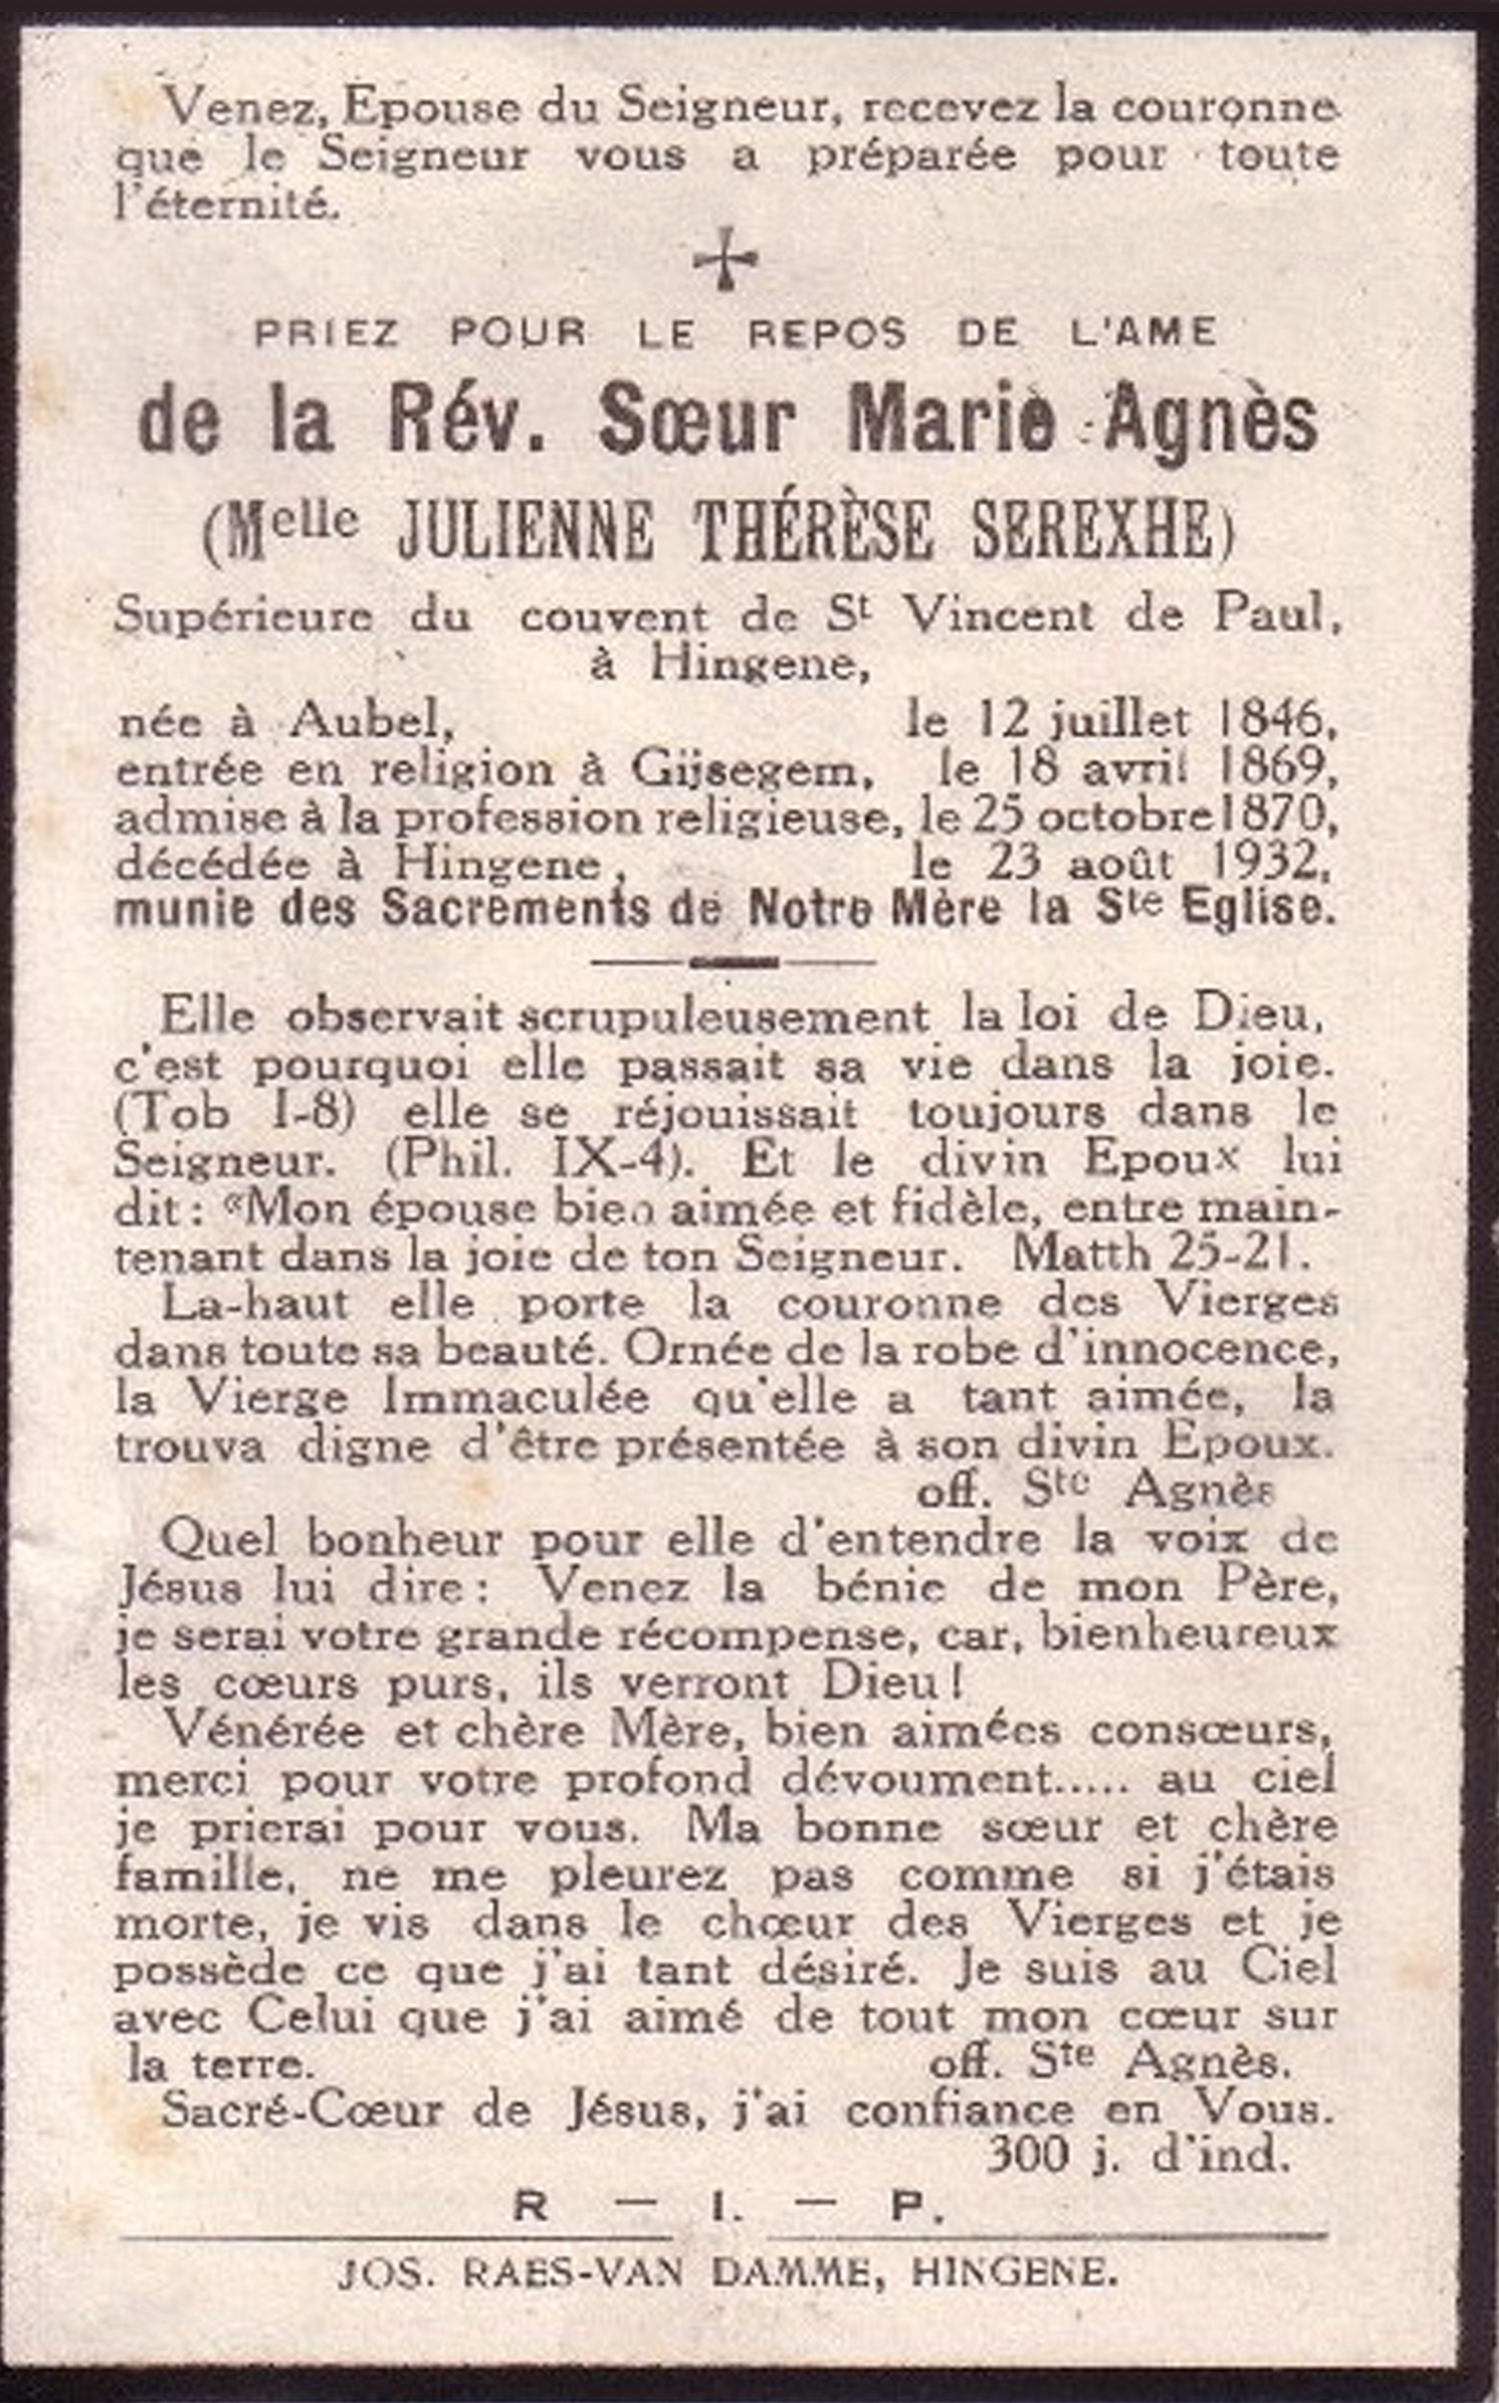 Venez, Epouse du Seigneur, recevez la couronne
que le Seigneur vous a préparée pour toute
l'éternité.
PRIEZ POUR LE REPOS DE L'AME
de la Rév. Sœur Marie Agnès
(Melle JULIENNE THÉRÈSE SEREXHE)
Supérieure du couvent de St Vincent de Paul,
à Hingene,
née à Aubel, le 12 juillet 1846,
entrée en religion à Gijsegem, le 18 avril 1869,
admise à la profession religieuse, le 25 octobre 1870,
décédée à Hingene, le 23 août 1932,
munie des Sacrements de Notre Mère la Ste Eglise.
Elle observait scrupuleusement la loi de Dieu,
c'est pourquoi elle passait sa vie dans la joie.
(Tob I-8) elle se réjouissait toujours dans le
Seigneur. (Phil. IX-4). Et le divin Epoux lui
dit : «Mon épouse bien aimée et fidèle, entre main-
tenant dans la joie de ton Seigneur. Matth 25-21.
La-haut elle porte la couronne des Vierges
dans toute sa beauté. Ornée de la robe d'innocence,
la Vierge Immaculée qu'elle a tant aimée, la
trouva digne d'être présentée à son divin Epoux.
off. Ste Agnès
Quel bonheur pour elle d'entendre la voix de
Jésus lui dire : Venez la bénie de mon Père,
je serai votre grande récompense, car, bienheureux
les cœurs purs, ils verront Dieu !
Vénérée et chère Mère, bien aimées consœurs,
merci pour votre profond dévoument..... au ciel
je prierai pour vous. Ma bonne sœur et chère
famille, ne me pleurez pas comme si j'étais
morte, je vis dans le chœur des Vierges et je
possède ce que j'ai tant désiré. Je suis au Ciel
avec Celui que j'ai aimé de tout mon cœur sur
la terre. off. Ste Agnès.
Sacré-Cœur de Jésus, j'ai confiance en Vous.
300 j. d'ind.
R — I. — P.
JOS. RAES-VAN DAMME, HINGENE.